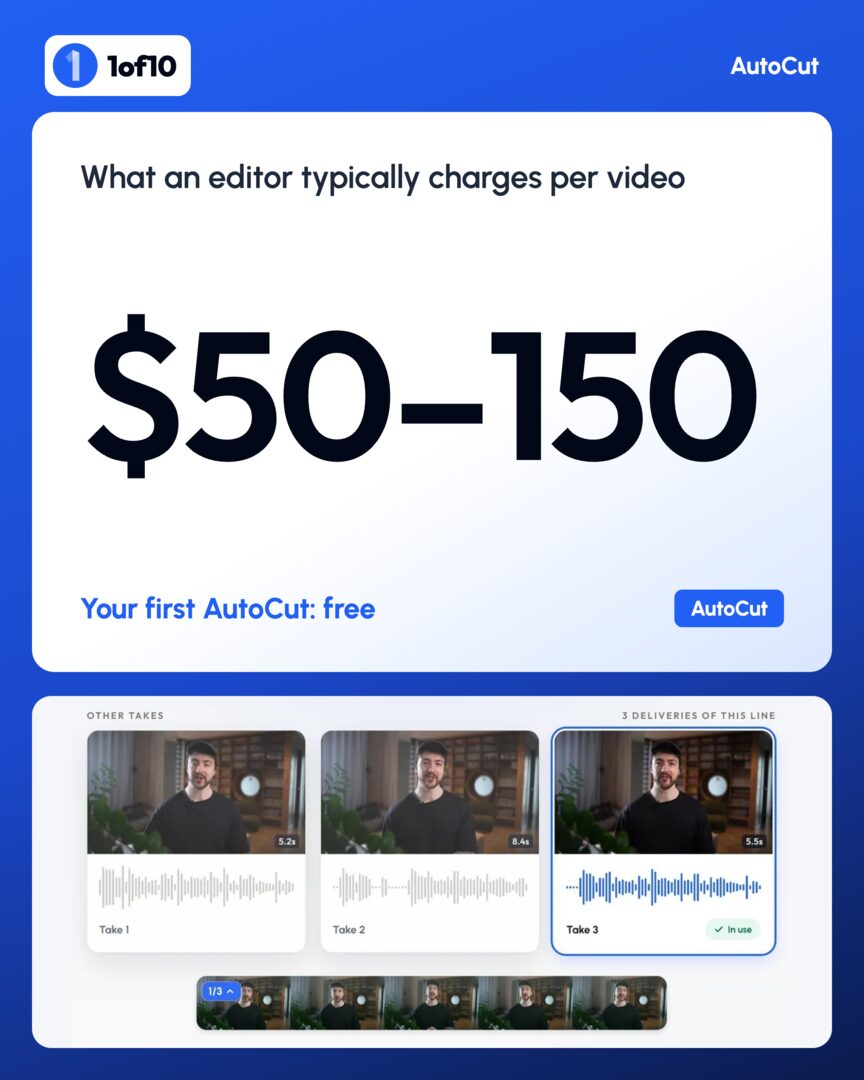 1of10
AutoCut
What an editor typically charges per video
$50–150
Your first AutoCut: free
AutoCut
OTHER TAKES
3 DELIVERIES OF THIS LINE
5.2s
8.4s
5.5s
Take 1
Take 2
Take 3
In use
1/3